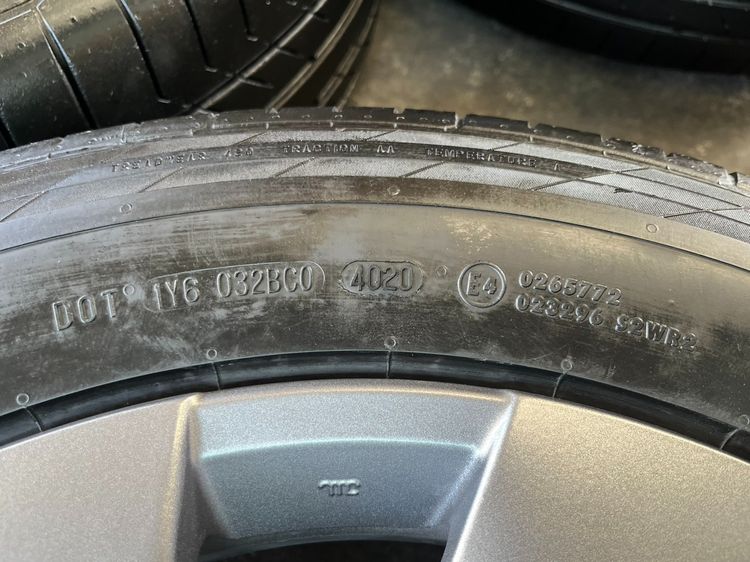 TRACTION AA TEMPERATURE A
DOT 1Y6 032BC0 4020 E4 0265772
023296 S2WR2